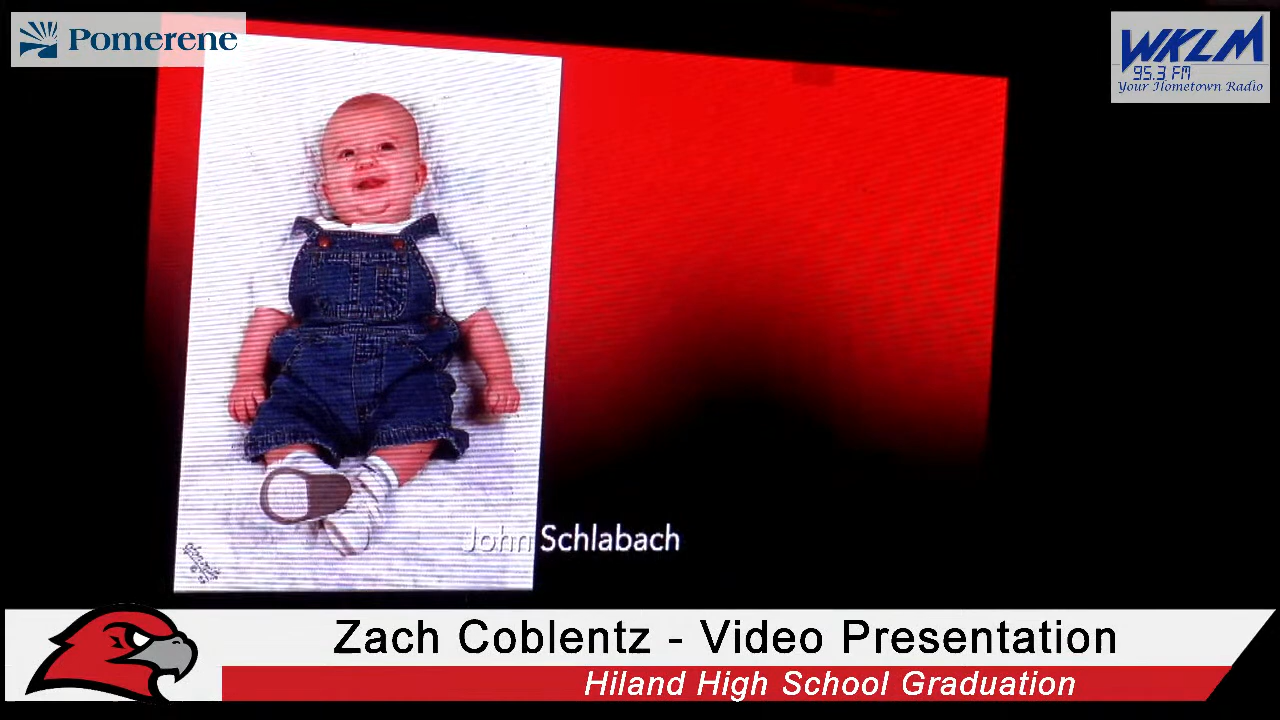 Pomerene
WKLM
95.3 FM
Your Hometown Radio
John Schlabach
Zach Coblentz - Video Presentation
Hiland High School Graduation